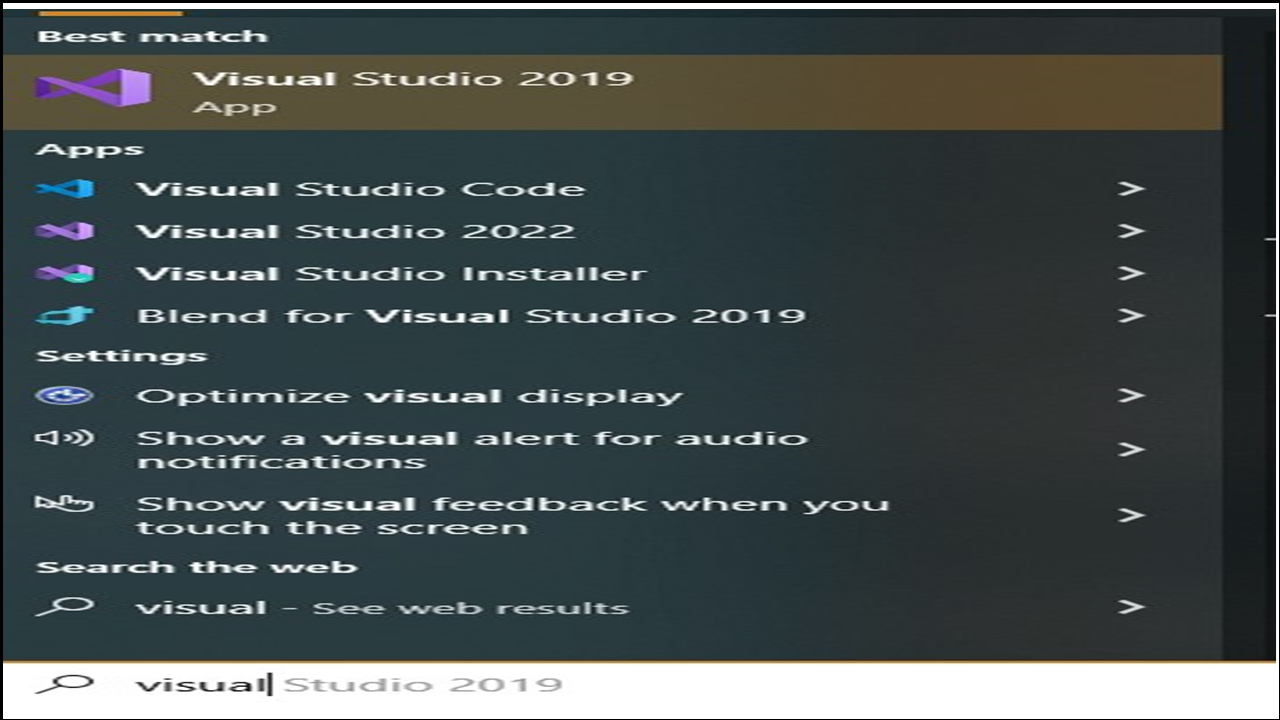 Best match
Visual Studio 2019
App
Apps
Visual Studio Code
Visual Studio 2022
Visual Studio Installer
Blend for Visual Studio 2019
Settings
Optimize visual display
Show a visual alert for audio
notifications
Show visual feedback when you
touch the screen
Search the web
visual - See web results
visual Studio 2019